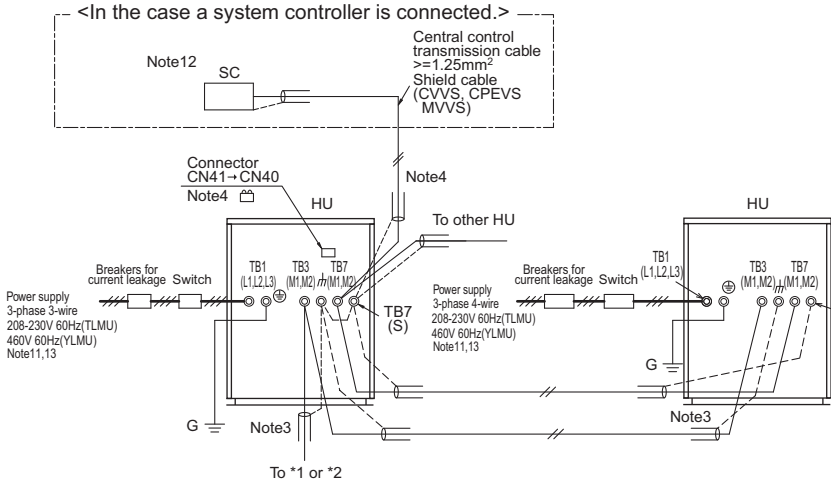 <In the case a system controller is connected.>
Note12
SC
Central control
transmission cable
>=1.25mm²
Shield cable
(CVVS, CPEVS
MVVS)
Connector
CN41→CN40
Note4
Note4
HU
To other HU
HU
Breakers for
current leakage
Switch
TB1
(L1,L2,L3)
TB3
(M1,M2)
TB7
(M1,M2)
TB7
(S)
Power supply
3-phase 3-wire
208-230V 60Hz(TLMU)
460V 60Hz(YLMU)
Note11,13
G
Note3
To *1 or *2
Breakers for
current leakage
Switch
TB1
(L1,L2,L3)
TB3
(M1,M2)
TB7
(M1,M2)
Power supply
3-phase 4-wire
208-230V 60Hz(TLMU)
460V 60Hz(YLMU)
Note11,13
G
Note3